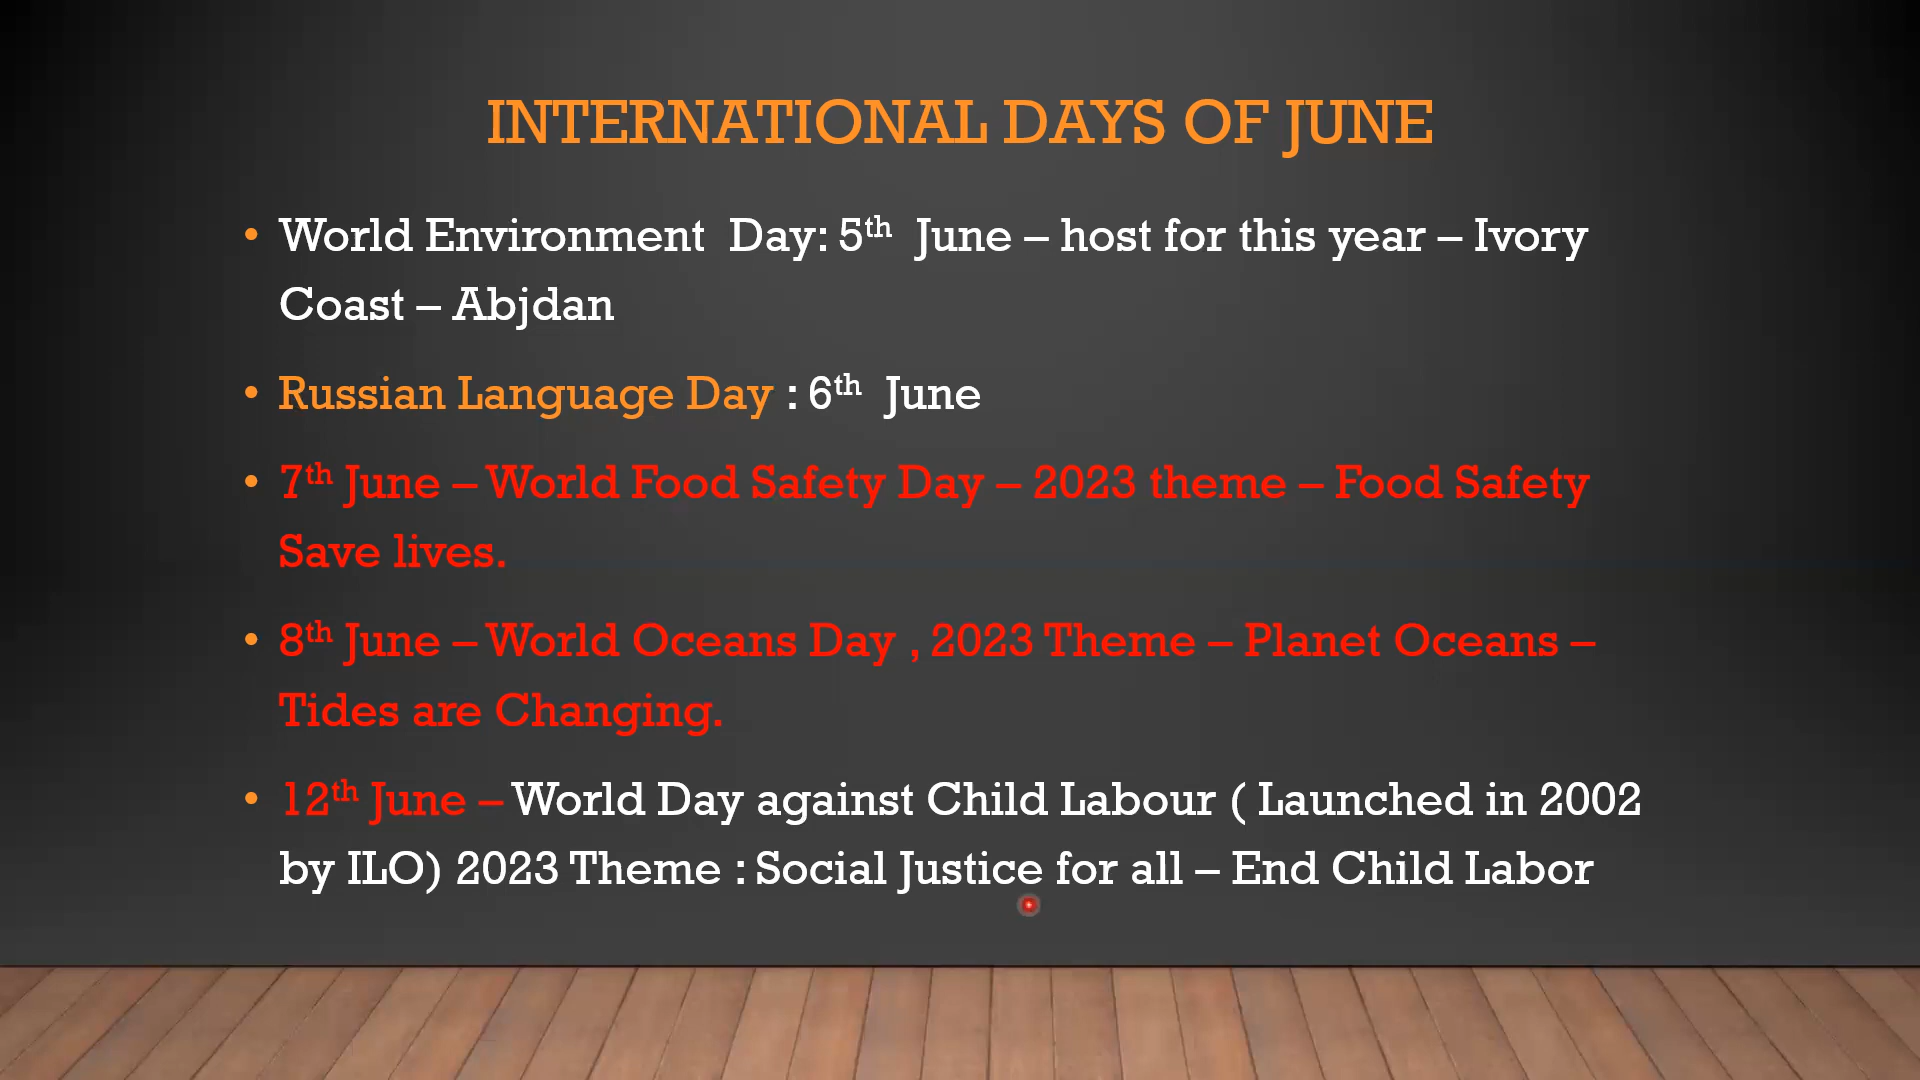 INTERNATIONAL DAYS OF JUNE
• World Environment Day: 5th June – host for this year – Ivory
Coast – Abjdan
• Russian Language Day : 6th June
• 7th June – World Food Safety Day – 2023 theme – Food Safety
Save lives.
• 8th June – World Oceans Day , 2023 Theme – Planet Oceans –
Tides are Changing.
• 12th June – World Day against Child Labour ( Launched in 2002
by ILO) 2023 Theme : Social Justice for all – End Child Labor